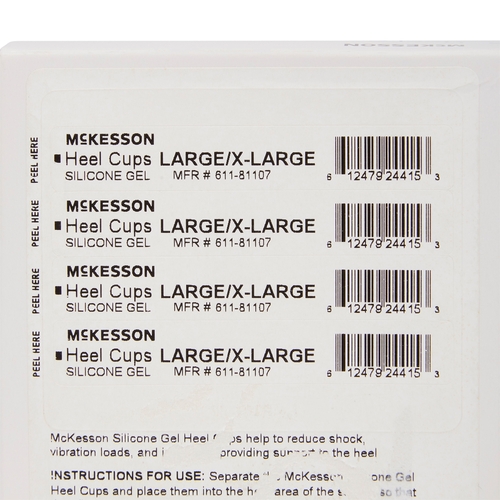 McKESSON
McKESSON
Heel Cups LARGE/X-LARGE
SILICONE GEL MFR # 611-81107
6 12479 24415 3
PEEL HERE
McKESSON
Heel Cups LARGE/X-LARGE
SILICONE GEL MFR # 611-81107
6 12479 24415 3
PEEL HERE
McKESSON
Heel Cups LARGE/X-LARGE
SILICONE GEL MFR # 611-81107
6 12479 24415 3
PEEL HERE
McKESSON
Heel Cups LARGE/X-LARGE
SILICONE GEL MFR # 611-81107
6 12479 24415 3
PEEL HERE
McKesson Silicone Gel Heel Cups help to reduce shock,
vibration loads, and providing support to the heel
INSTRUCTIONS FOR USE: Separate McKesson Gel
Heel Cups and place them into the area of the so that